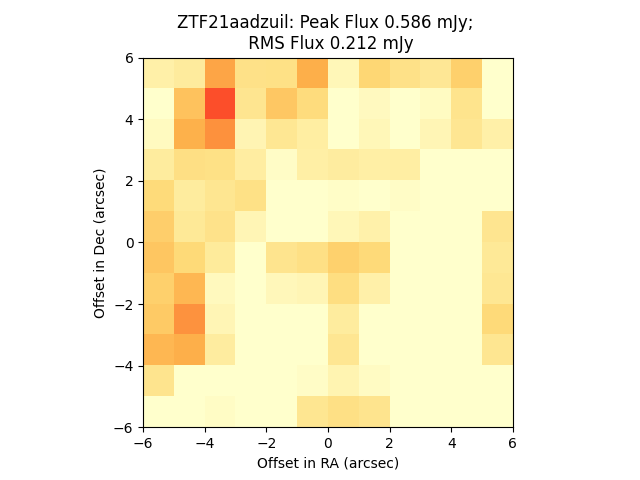 ZTF21aadzuil: Peak Flux 0.586 mJy;
RMS Flux 0.212 mJy
6
4
2
0
−2
−4
−6
Offset in Dec (arcsec)
−6 −4 −2 0 2 4 6
Offset in RA (arcsec)